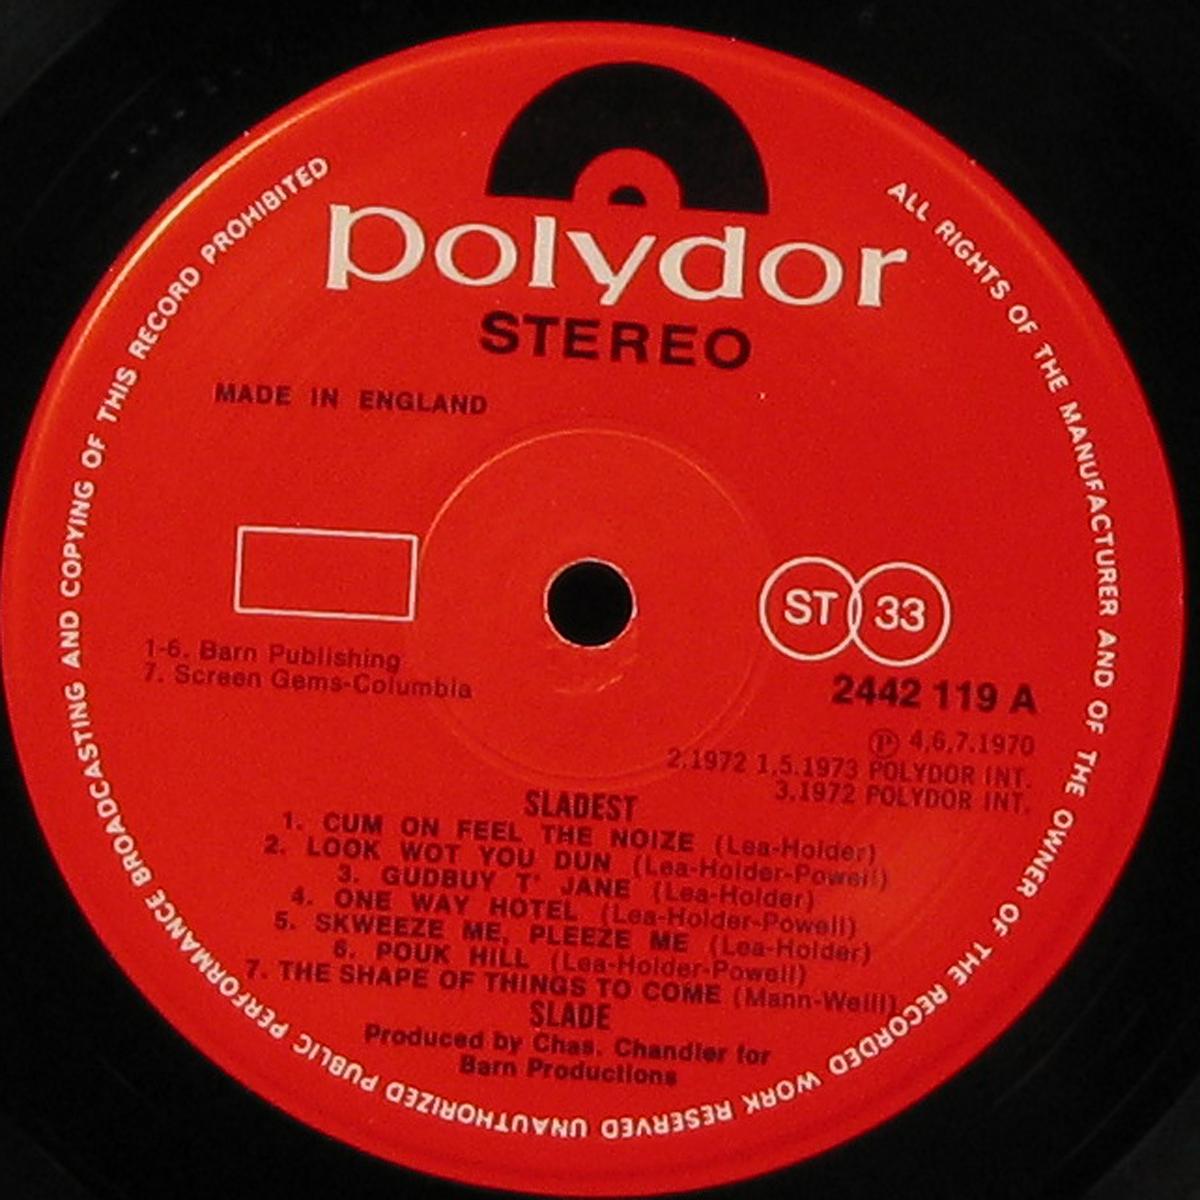 polydor
STEREO
MADE IN ENGLAND
ST 33
1-6. Barn Publishing
7. Screen Gems-Columbia
2442 119 A
Ⓟ 4,6,7.1970
2.1972 1,5.1973 POLYDOR INT.
3.1972 POLYDOR INT.
SLADEST
1. CUM ON FEEL THE NOIZE (Lea-Holder)
2. LOOK WOT YOU DUN (Lea-Holder-Powell)
3. GUDBUY T' JANE (Lea-Holder)
4. ONE WAY HOTEL (Lea-Holder-Powell)
5. SKWEEZE ME, PLEEZE ME (Lea-Holder)
6. POUK HILL (Lea-Holder-Powell)
7. THE SHAPE OF THINGS TO COME (Mann-Weill)
SLADE
Produced by Chas. Chandler for
Barn Productions
ALL RIGHTS OF THE MANUFACTURER AND OF THE OWNER OF THE RECORDED WORK RESERVED UNAUTHORIZED PUBLIC PERFORMANCE BROADCASTING AND COPYING OF THIS RECORD PROHIBITED